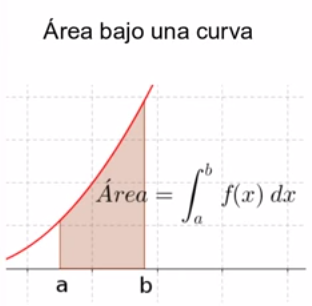 Área bajo una curva
Área = ∫_a^b f(x) dx
a b